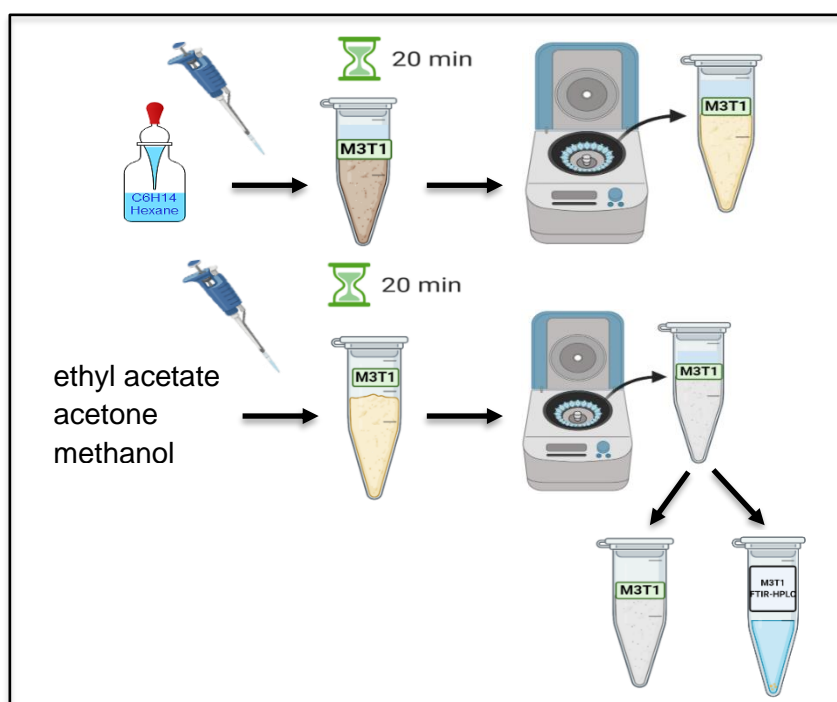 20 min
M3T1
M3T1
C6H14
Hexane
20 min
ethyl acetate
acetone
methanol
M3T1
M3T1
M3T1
M3T1
FTIR-HPLC